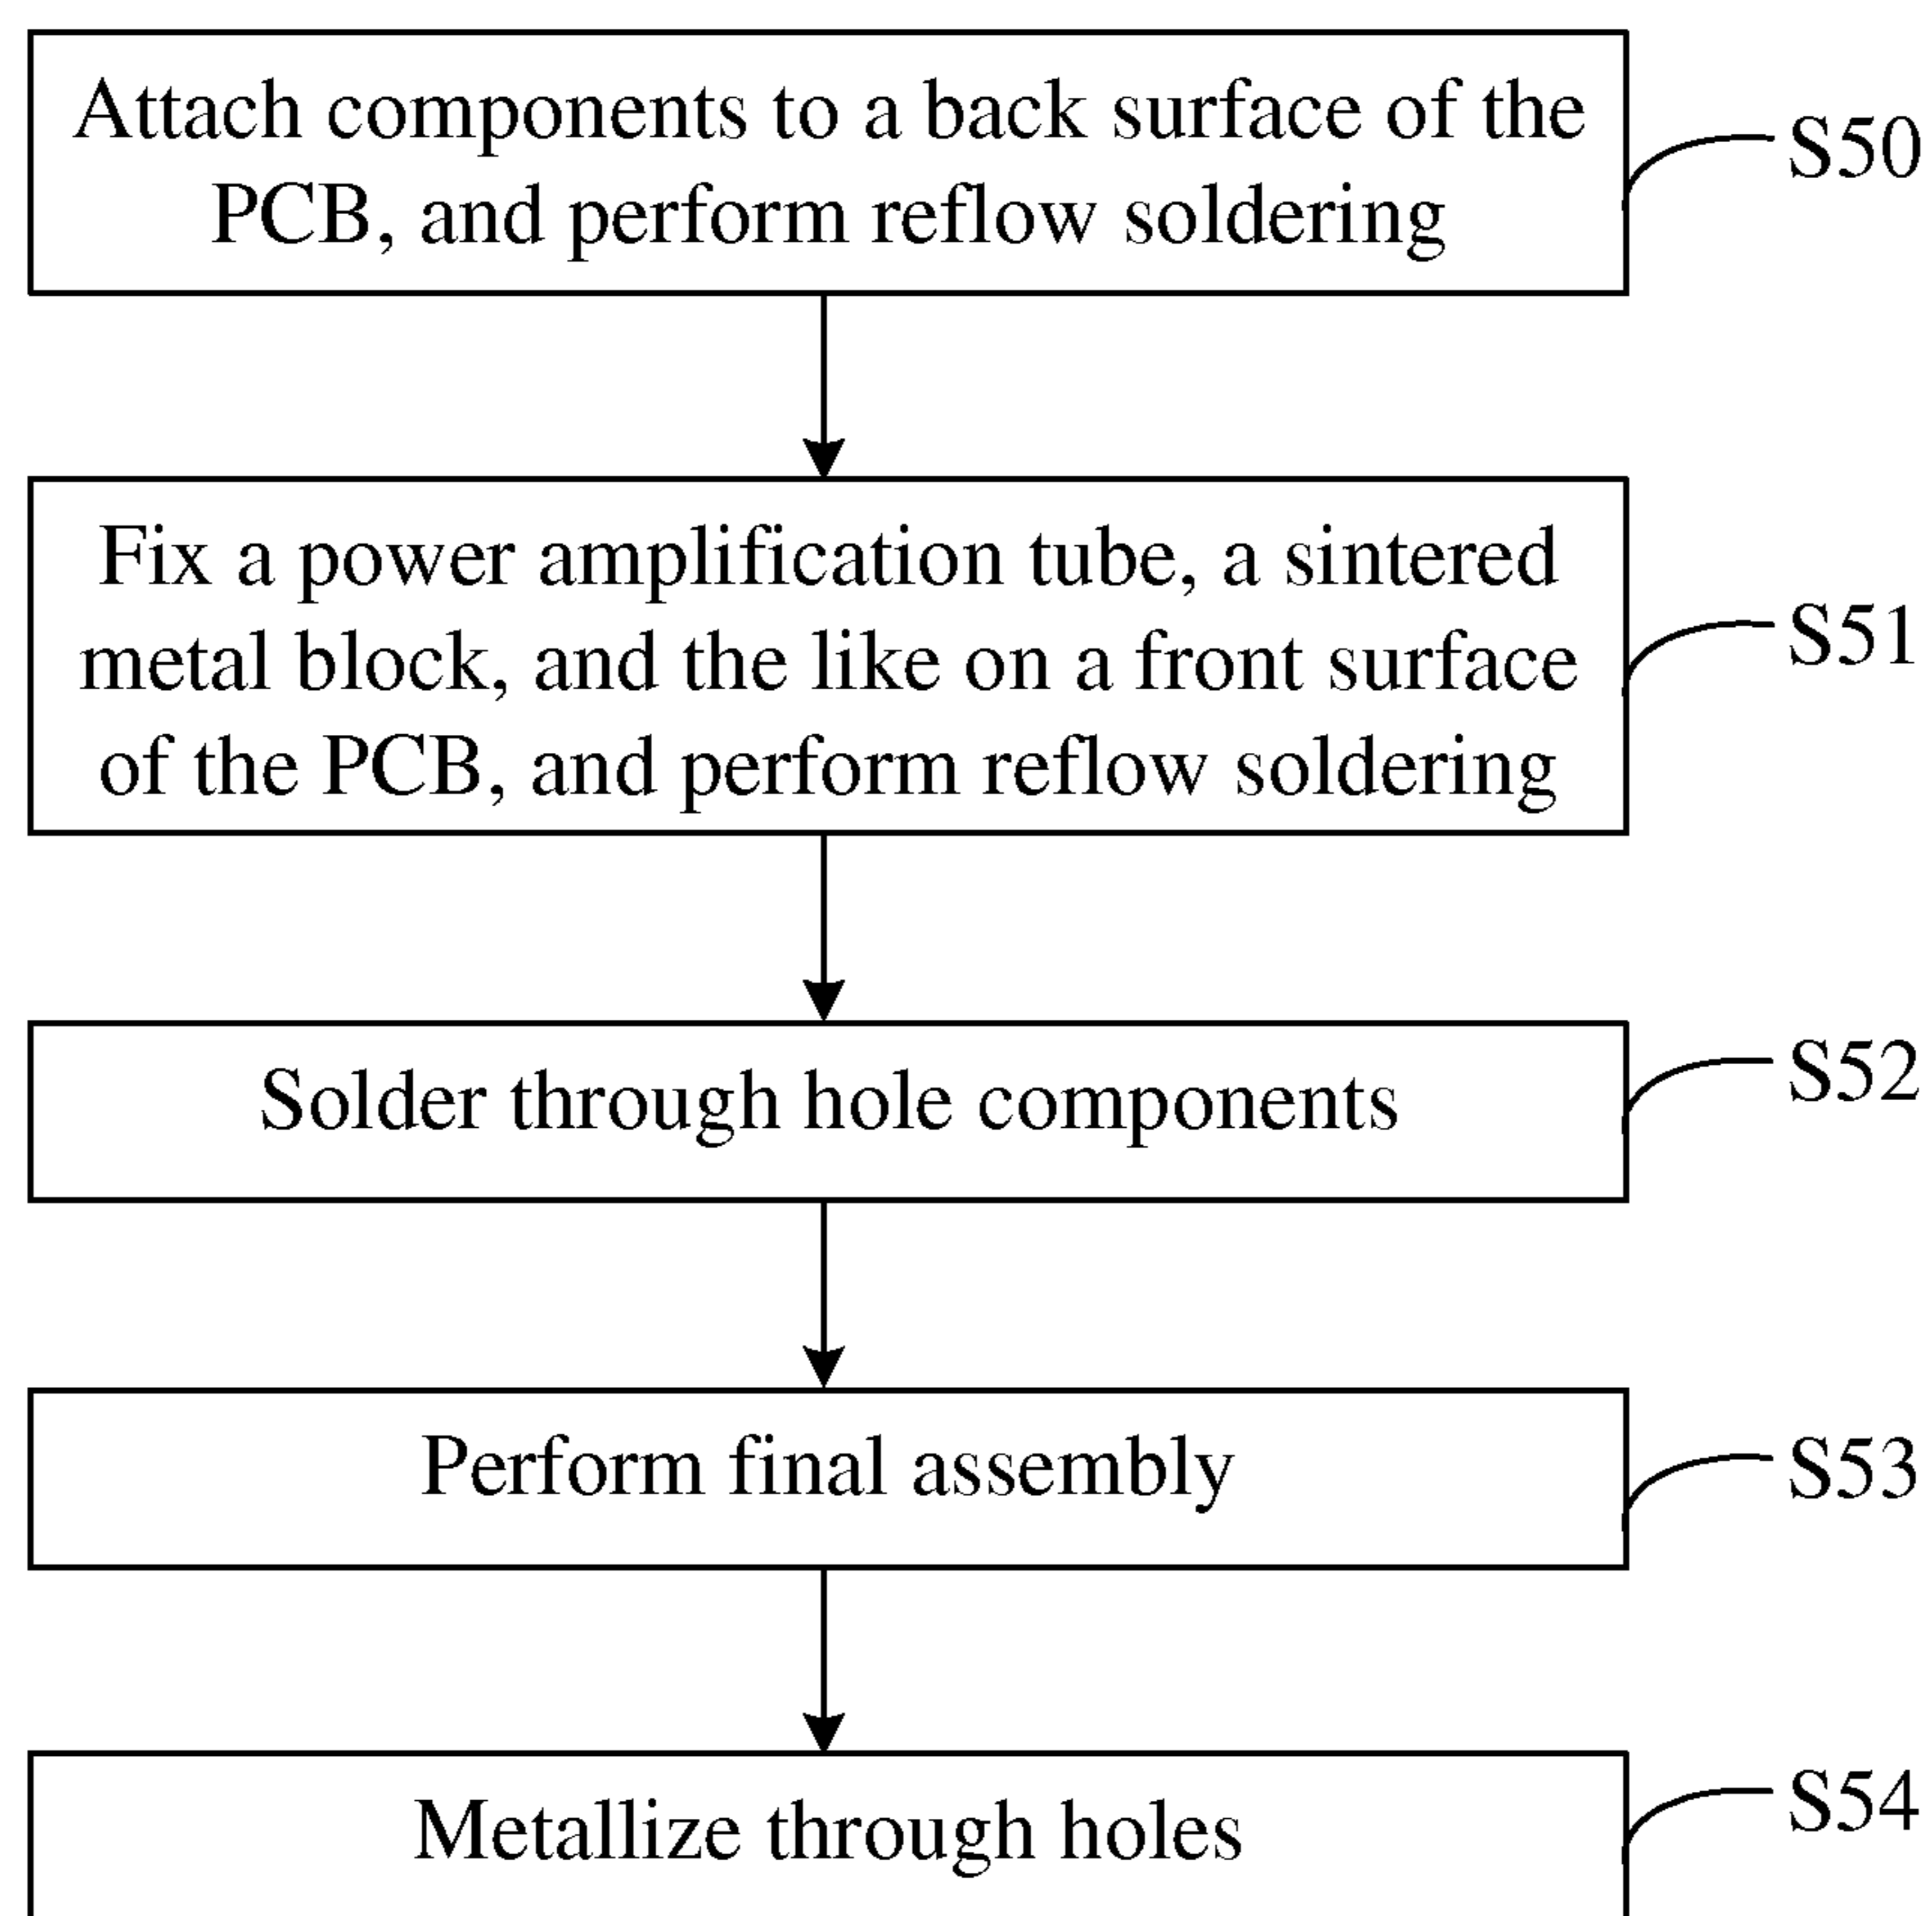 Attach components to a back surface of the
PCB, and perform reflow soldering
S50
Fix a power amplification tube, a sintered
metal block, and the like on a front surface
of the PCB, and perform reflow soldering
S51
Solder through hole components
S52
Perform final assembly
S53
Metallize through holes
S54